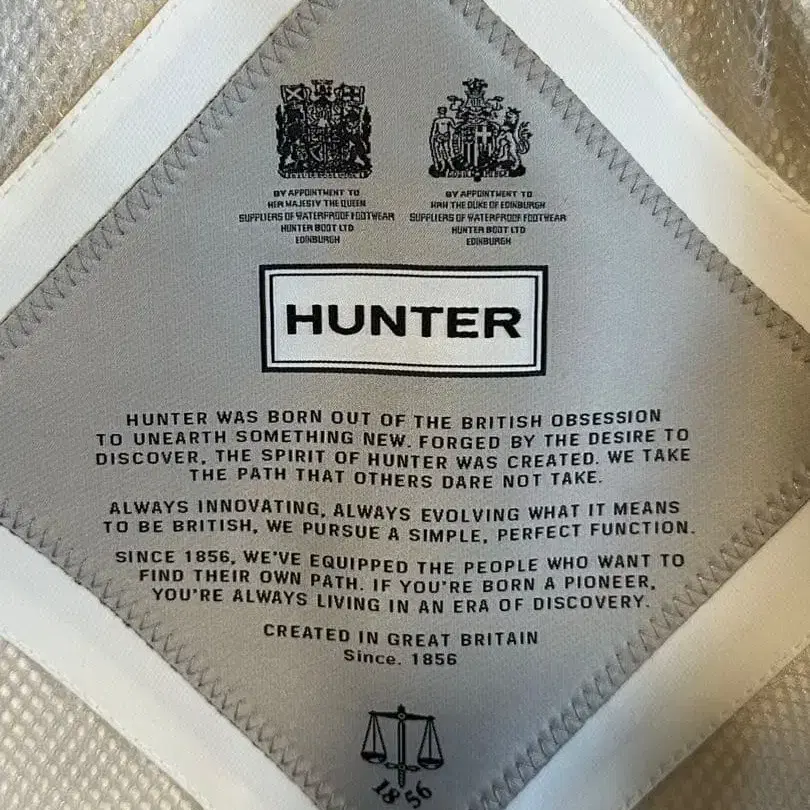 BY APPOINTMENT TO
HER MAJESTY THE QUEEN
SUPPLIERS OF WATERPROOF FOOTWEAR
HUNTER BOOT LTD
EDINBURGH
BY APPOINTMENT TO
HRH THE DUKE OF EDINBURGH
SUPPLIERS OF WATERPROOF FOOTWEAR
HUNTER BOOT LTD
EDINBURGH
HUNTER
HUNTER WAS BORN OUT OF THE BRITISH OBSESSION
TO UNEARTH SOMETHING NEW. FORGED BY THE DESIRE TO
DISCOVER, THE SPIRIT OF HUNTER WAS CREATED. WE TAKE
THE PATH THAT OTHERS DARE NOT TAKE.
ALWAYS INNOVATING, ALWAYS EVOLVING WHAT IT MEANS
TO BE BRITISH, WE PURSUE A SIMPLE, PERFECT FUNCTION.
SINCE 1856, WE'VE EQUIPPED THE PEOPLE WHO WANT TO
FIND THEIR OWN PATH. IF YOU'RE BORN A PIONEER,
YOU'RE ALWAYS LIVING IN AN ERA OF DISCOVERY.
CREATED IN GREAT BRITAIN
Since. 1856
18 56